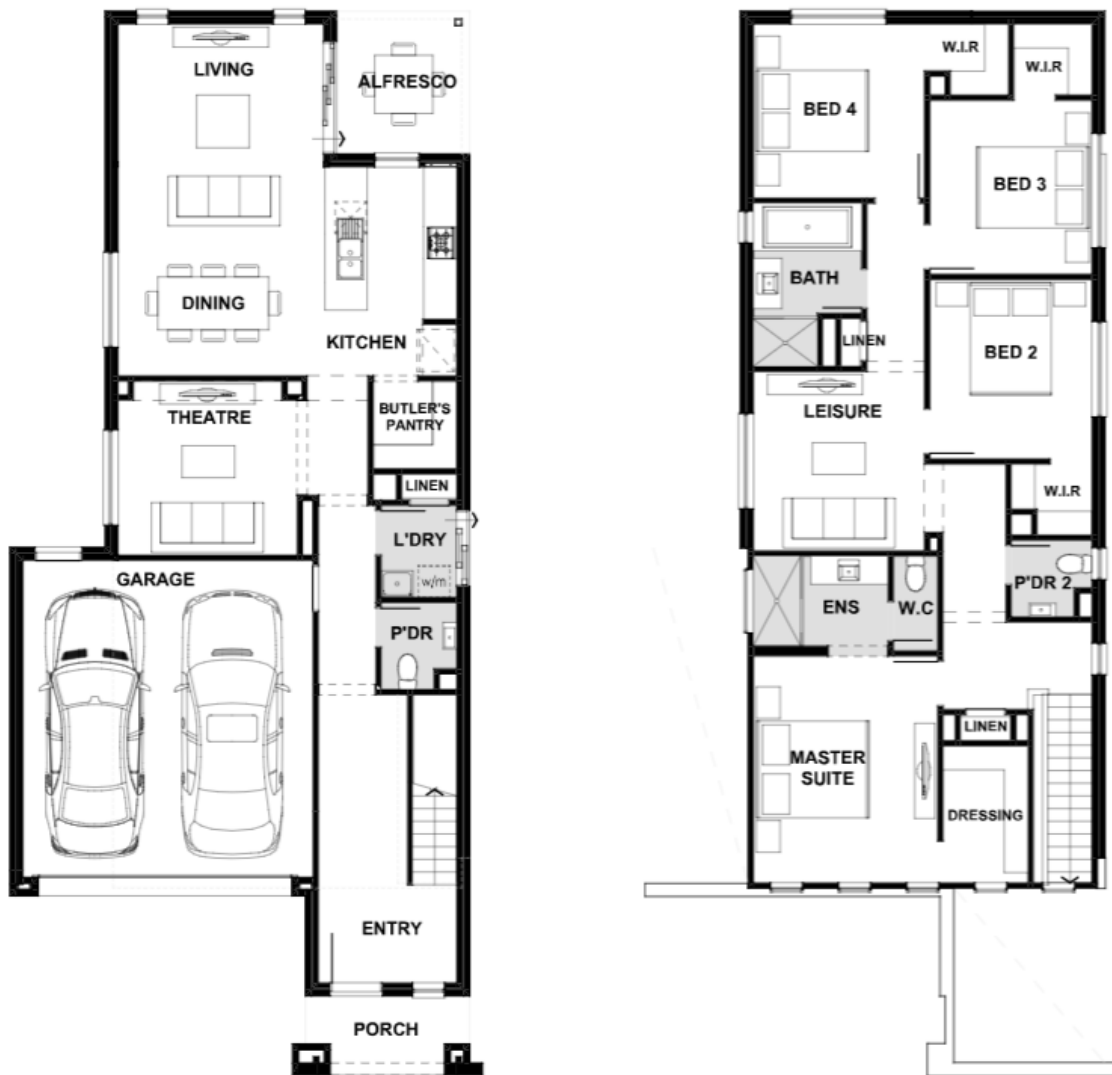 LIVING
ALFRESCO
DINING
KITCHEN
THEATRE
BUTLER'S
PANTRY
LINEN
L'DRY
w/m
GARAGE
P'DR
ENTRY
PORCH
W.I.R
W.I.R
BED 4
BED 3
BATH
LINEN
BED 2
LEISURE
W.I.R
P'DR 2
ENS
W.C
LINEN
MASTER
SUITE
DRESSING